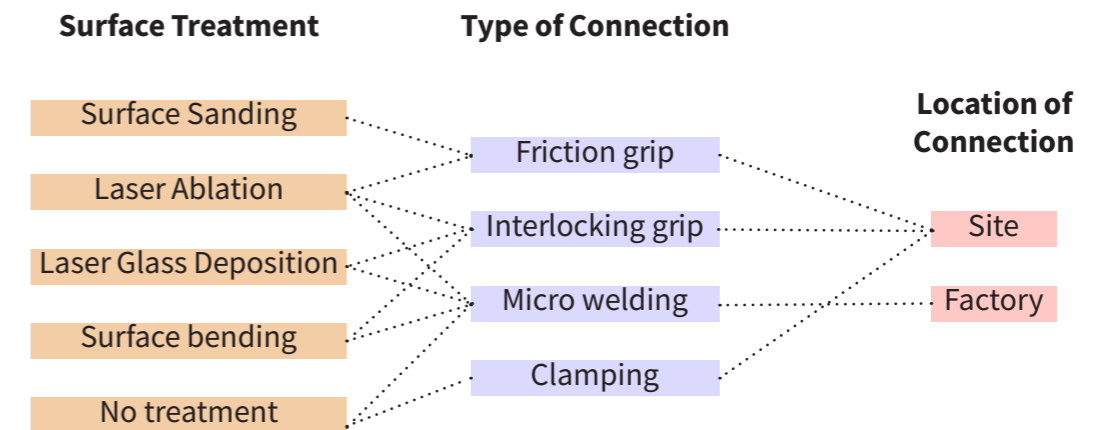 Surface Treatment
Type of Connection
Location of
Connection
Surface Sanding
Laser Ablation
Laser Glass Deposition
Surface bending
No treatment
Friction grip
Interlocking grip
Micro welding
Clamping
Site
Factory